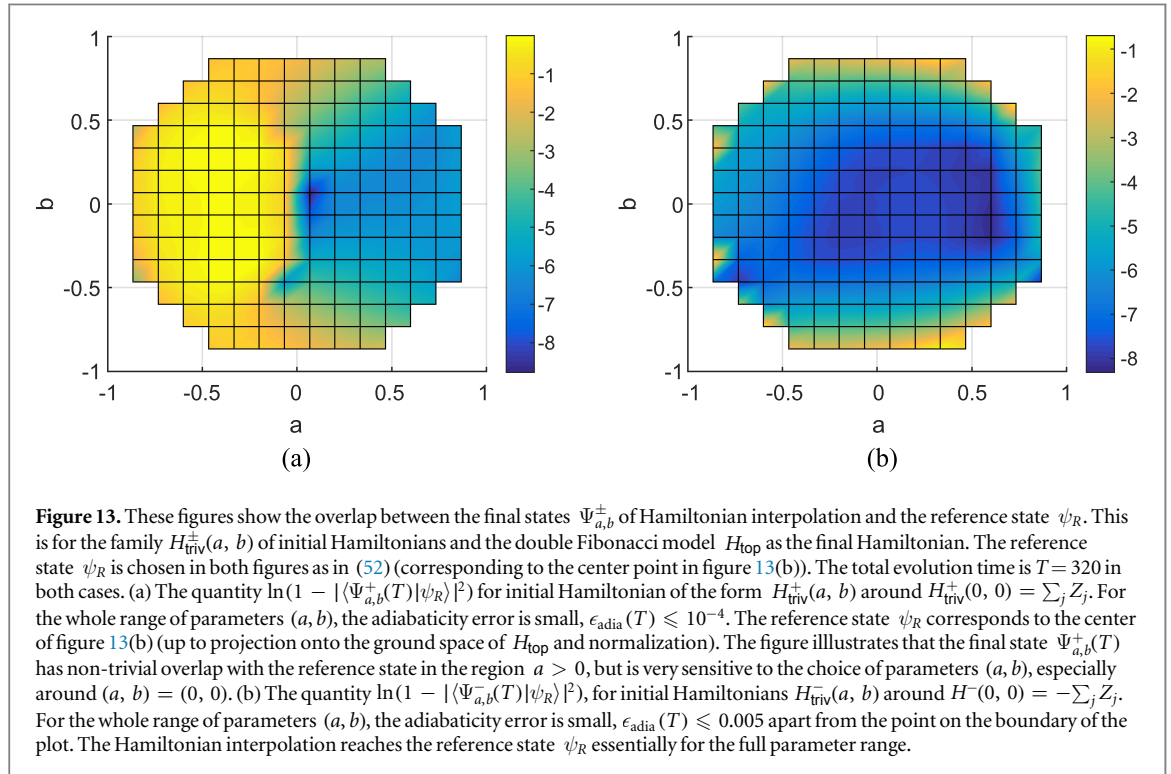 1
0.5
0
-0.5
-1
b
-1
-0.5
0
0.5
1
a
(a)
-1
-2
-3
-4
-5
-6
-7
-8
1
0.5
0
-0.5
-1
b
-1
-0.5
0
0.5
1
a
(b)
-1
-2
-3
-4
-5
-6
-7
-8
Figure 13. These figures show the overlap between the final states Ψ±a,b of Hamiltonian interpolation and the reference state ψR. This
is for the family H±triv(a, b) of initial Hamiltonians and the double Fibonacci model Htop as the final Hamiltonian. The reference
state ψR is chosen in both figures as in (52) (corresponding to the center point in figure 13(b)). The total evolution time is T = 320 in
both cases. (a) The quantity ln(1 − |⟨Ψ+a,b(T)|ψR⟩|²) for initial Hamiltonian of the form H+triv(a, b) around H+triv(0, 0) = ∑j Zj. For
the whole range of parameters (a, b), the adiabaticity error is small, ϵadia(T) ⩽ 10−4. The reference state ψR corresponds to the center
of figure 13(b) (up to projection onto the ground space of Htop and normalization). The figure illlustrates that the final state Ψ+a,b(T)
has non-trivial overlap with the reference state in the region a > 0, but is very sensitive to the choice of parameters (a, b), especially
around (a, b) = (0, 0). (b) The quantity ln(1 − |⟨Ψ−a,b(T)|ψR⟩|²), for initial Hamiltonians H−triv(a, b) around H−(0, 0) = −∑j Zj.
For the whole range of parameters (a, b), the adiabaticity error is small, ϵadia(T) ⩽ 0.005 apart from the point on the boundary of the
plot. The Hamiltonian interpolation reaches the reference state ψR essentially for the full parameter range.